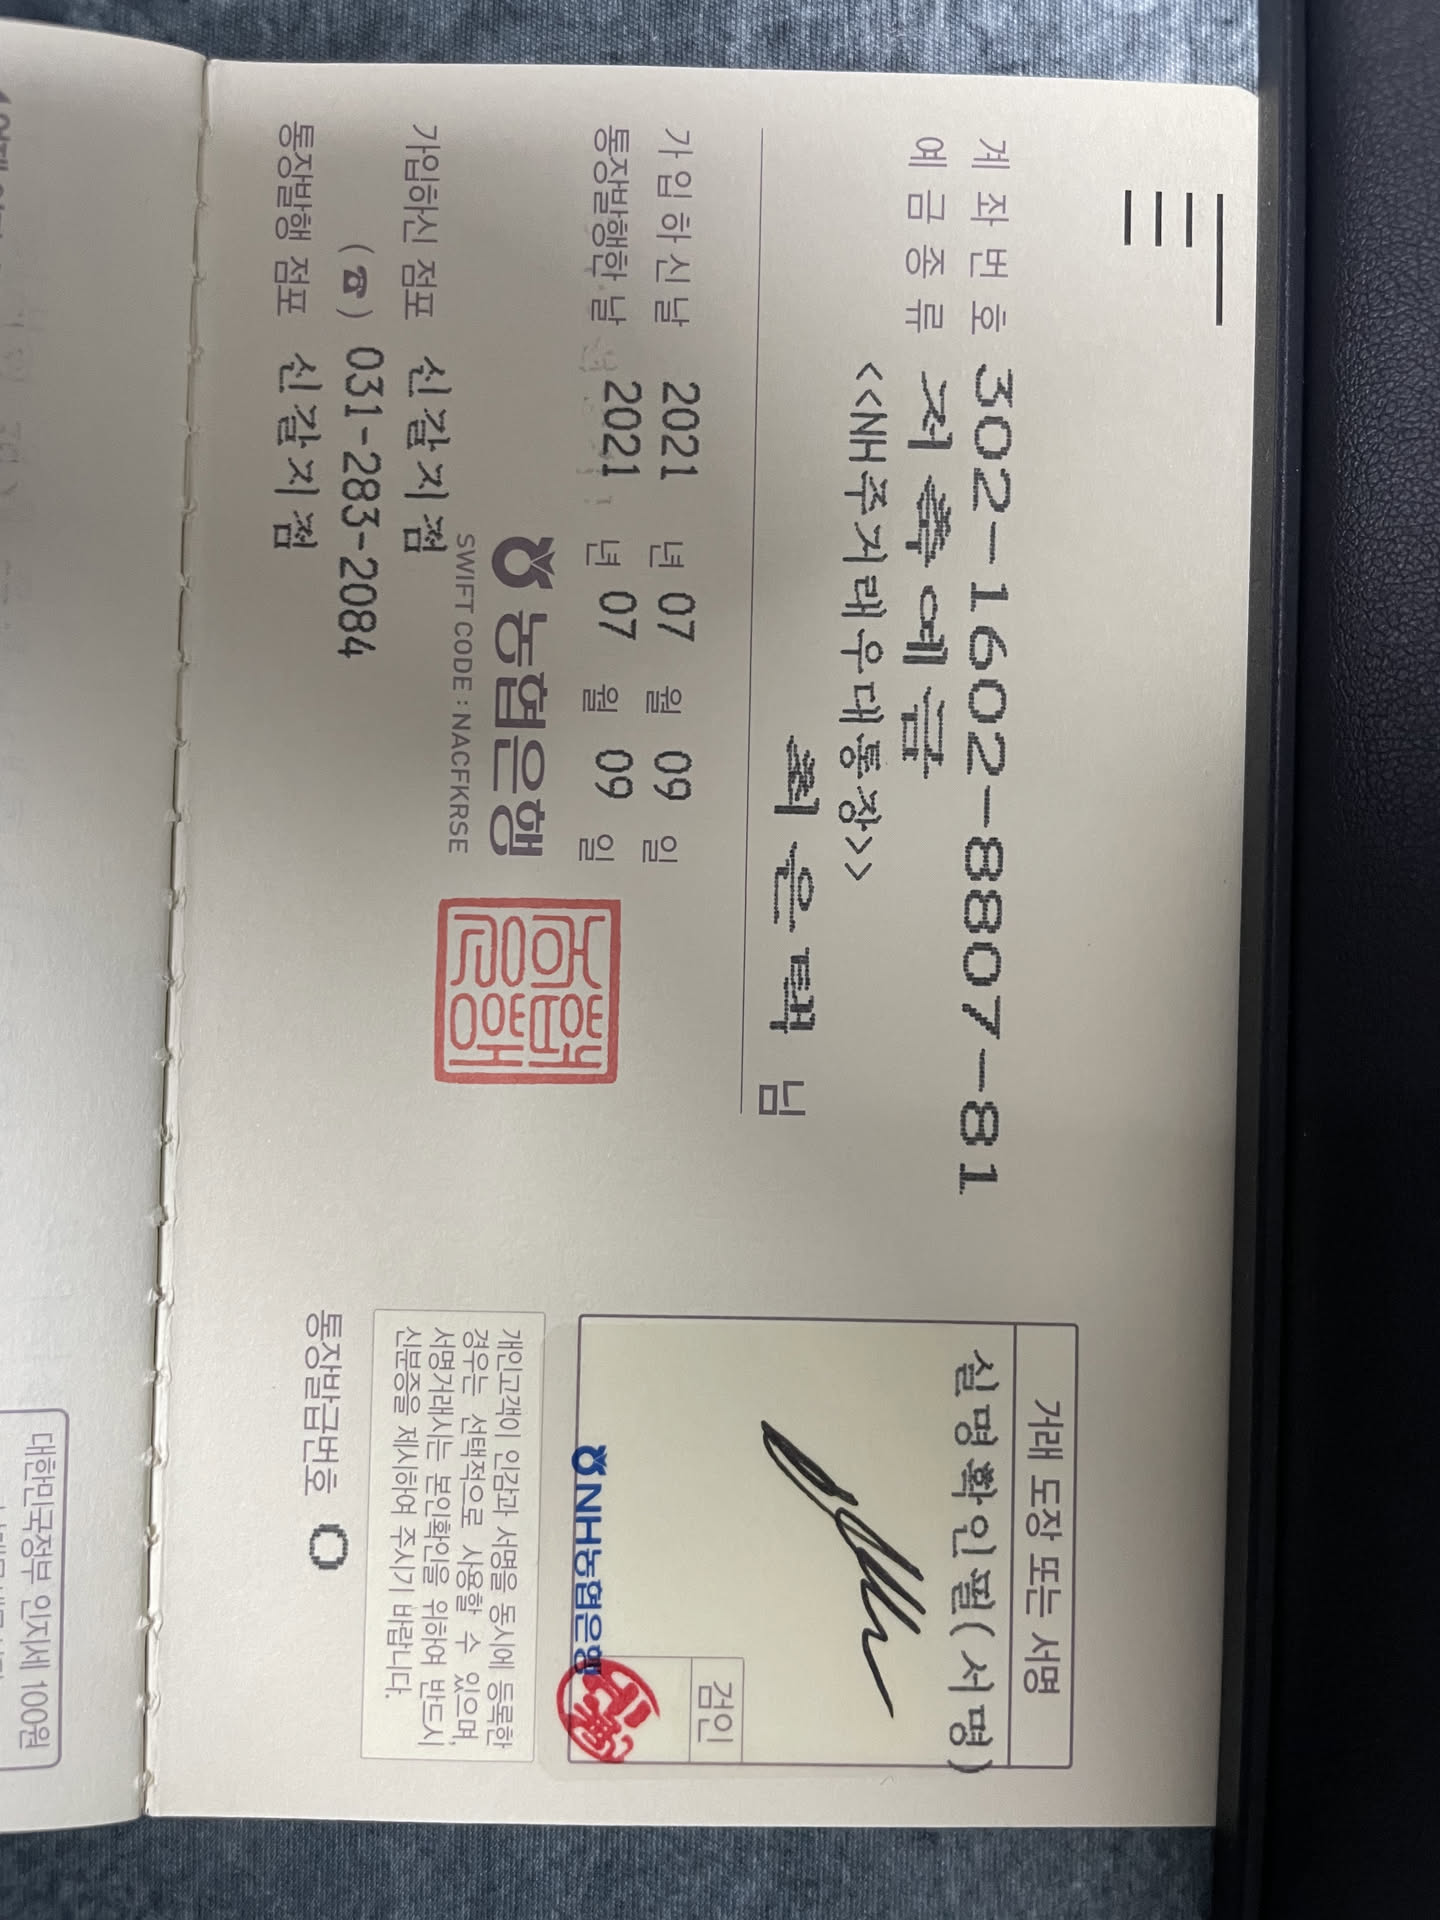 계좌번호 302-1602-8807-81
예금종류 저축예금
<<NH주거래우대통장>>
최은택 님
가입하신날 2021 년 07 월 09 일
통장발행한 날 2021 년 07 월 09 일
농협은행
SWIFT CODE : NACFKRSE
가입하신 점포 신갈지점
(☎) 031-283-2084
통장발행 점포 신갈지점
농협은행
거래 도장 또는 서명
실명확인필(서명)
검인
NH농협은행
개인고객이 인감과 서명을 동시에 등록한
경우는 선택적으로 사용할 수 있으며,
서명거래시는 본인확인을 위하여 반드시
신분증을 제시하여 주시기 바랍니다.
통장발급번호 0
대한민국정부 인지세 100원